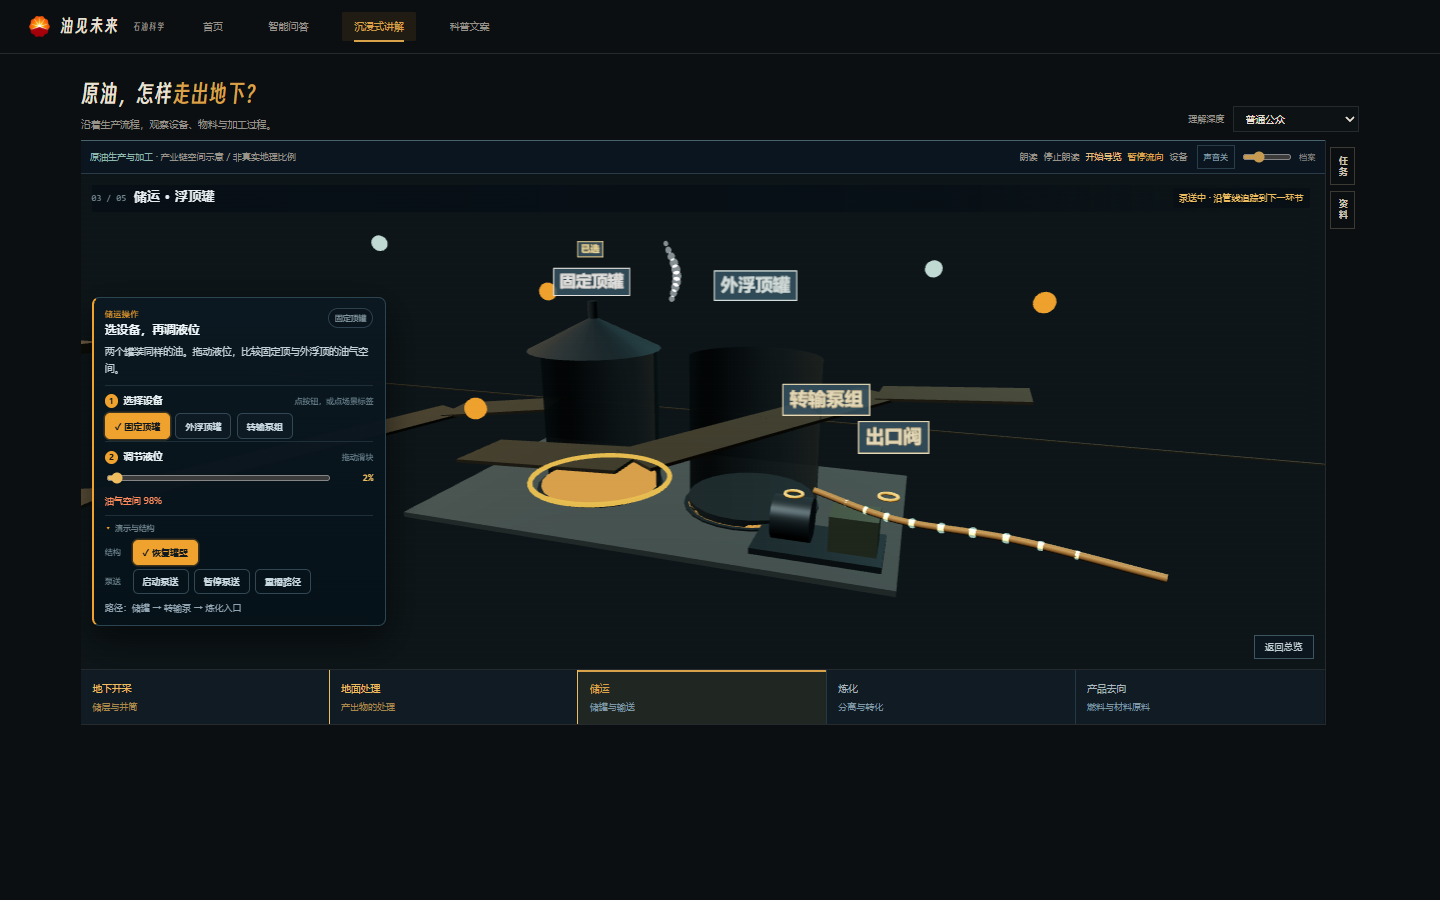 油见未来 石油科学 首页 智能问答 沉浸式讲解 科普文案
原油，怎样走出地下？
沿着生产流程，观察设备、物料与加工过程。
理解深度 普通公众
原油生产与加工 · 产业链空间示意 / 非真实地理比例
朗读 停止朗读 开始导览 暂停流向 设备 声音关 档案
任务
资料
03 / 05 储运 • 浮顶罐
泵送中 · 沿管线追踪到下一环节
已选
固定顶罐
外浮顶罐
转输泵组
出口阀
储运操作
选设备，再调液位
固定顶罐
两个罐装同样的油。拖动液位，比较固定顶与外浮顶的油气空
间。
1 选择设备 点按钮，或点场景标签
✓ 固定顶罐 外浮顶罐 转输泵组
2 调节液位 拖动滑块
2%
油气空间 98%
• 演示与结构
结构 ✓ 恢复罐壁
泵送 启动泵送 暂停泵送 重播路径
路径：储罐 → 转输泵 → 炼化入口
返回总览
地下开采
储层与井筒
地面处理
产出物的处理
储运
储罐与输送
炼化
分离与转化
产品去向
燃料与材料原料